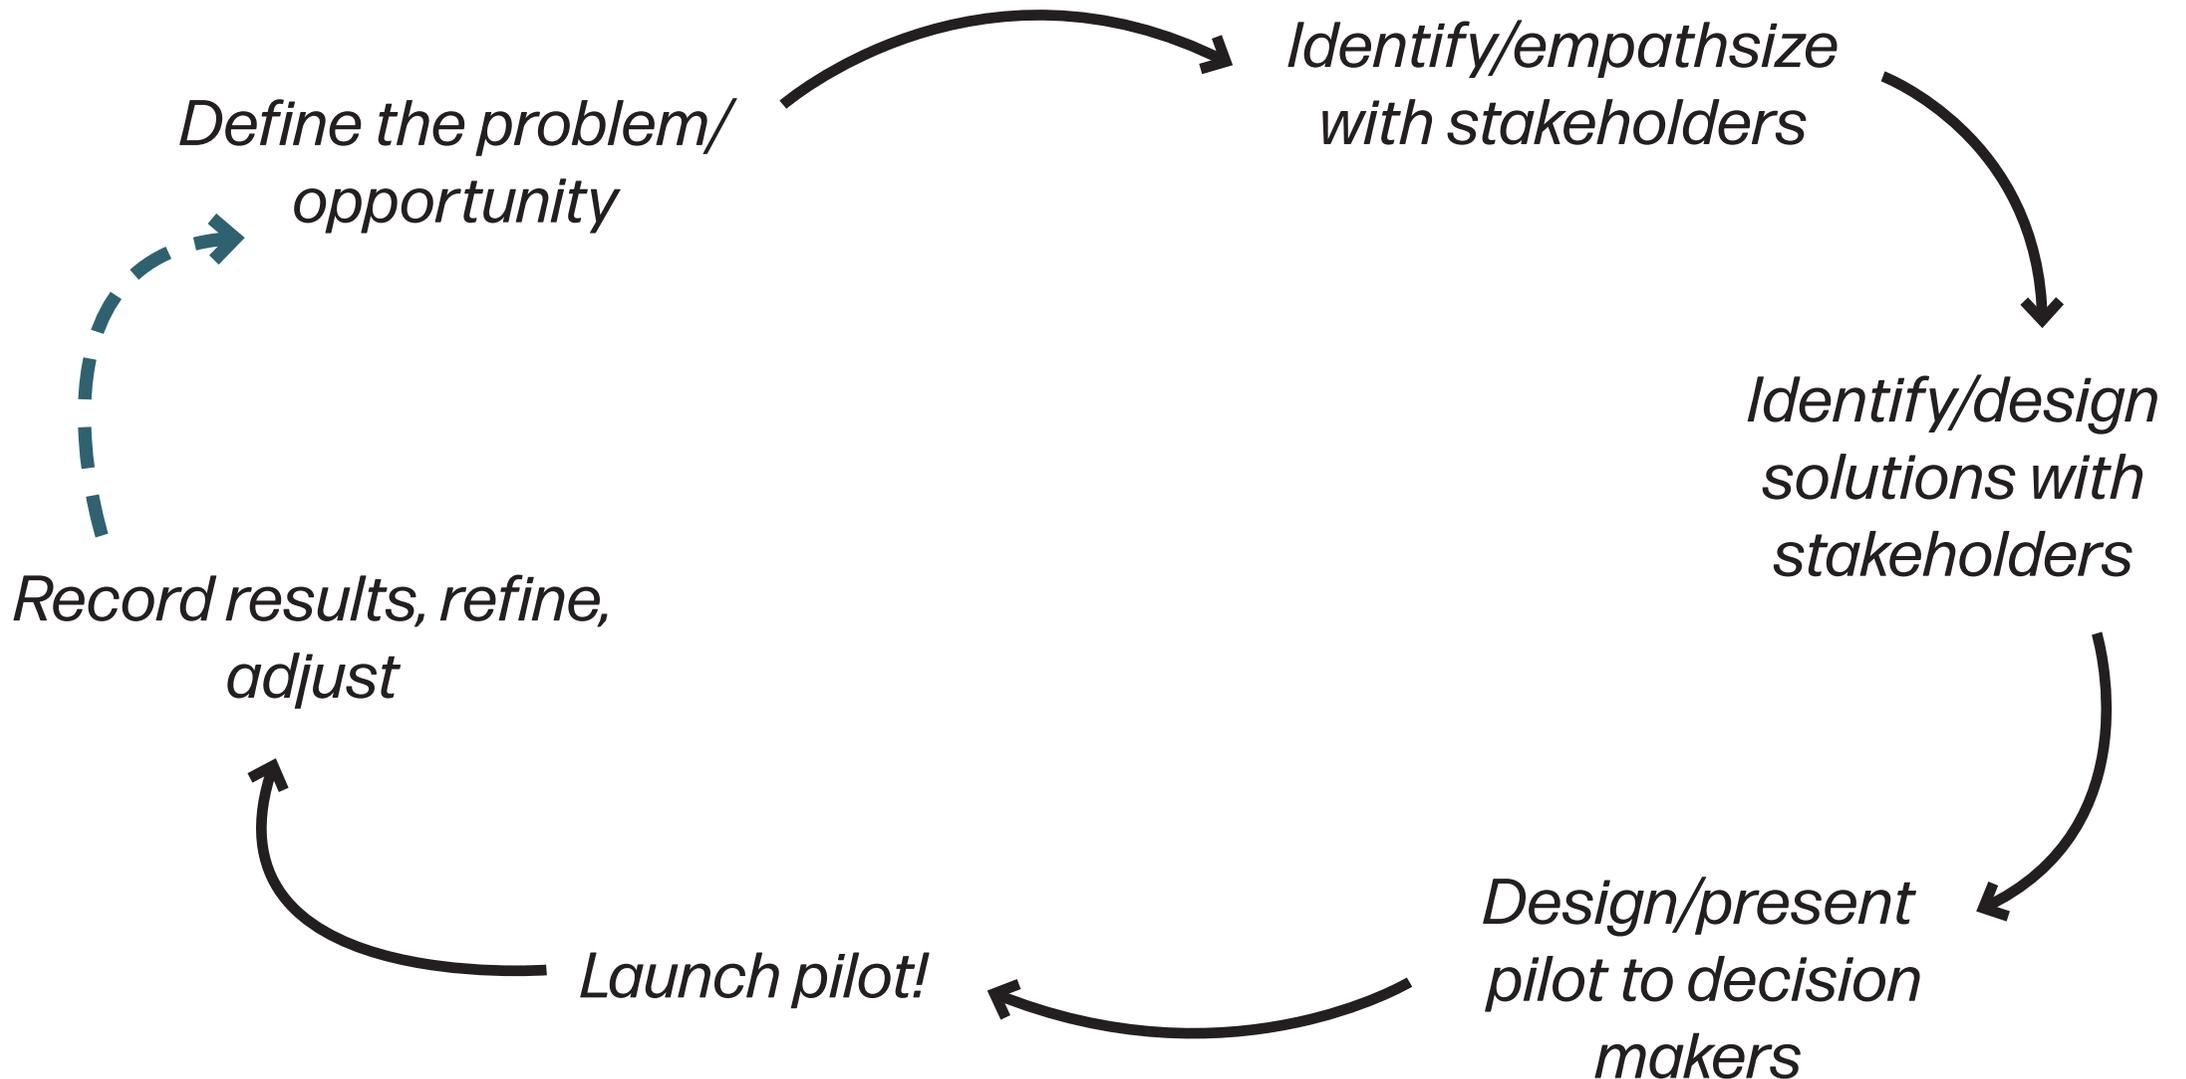 Define the problem/
opportunity
Identify/empathsize
with stakeholders
Identify/design
solutions with
stakeholders
Design/present
pilot to decision
makers
Launch pilot!
Record results, refine,
adjust